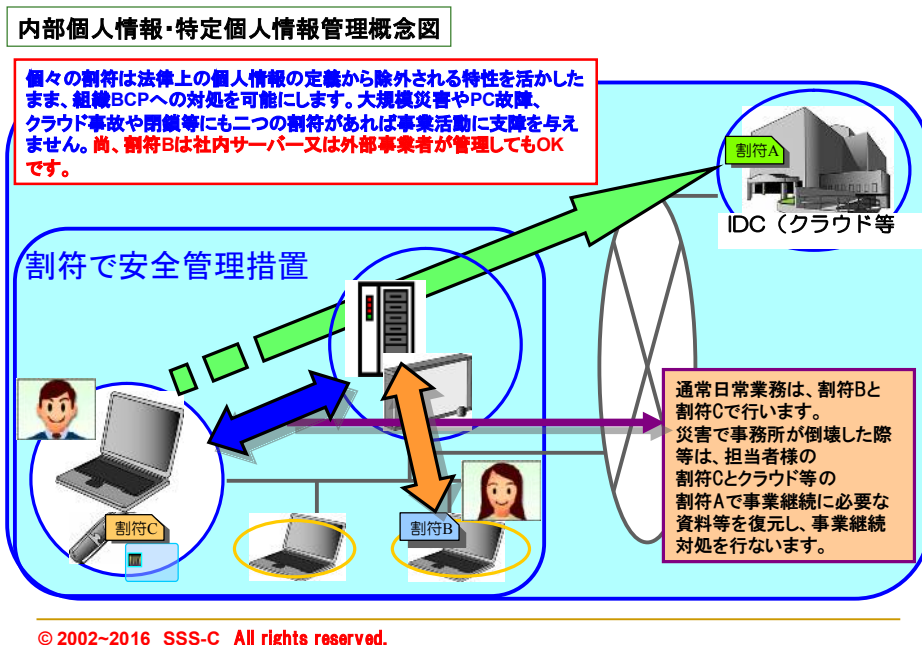 内部個人情報・特定個人情報管理概念図
個々の割符は法律上の個人情報の定義から除外される特性を活かした
まま、組織BCPへの対処を可能にします。大規模災害やPC故障、
クラウド事故や閉鎖等にも二つの割符があれば事業活動に支障を与え
ません。尚、割符Bは社内サーバー又は外部事業者が管理してもOK
です。
割符A
IDC（クラウド等
割符で安全管理措置
通常日常業務は、割符Bと
割符Cで行います。
災害で事務所が倒壊した際
等は、担当者様の
割符Cとクラウド等の
割符Aで事業継続に必要な
資料等を復元し、事業継続
対処を行ないます。
割符C
割符B
© 2002~2016 SSS-C All rights reserved.